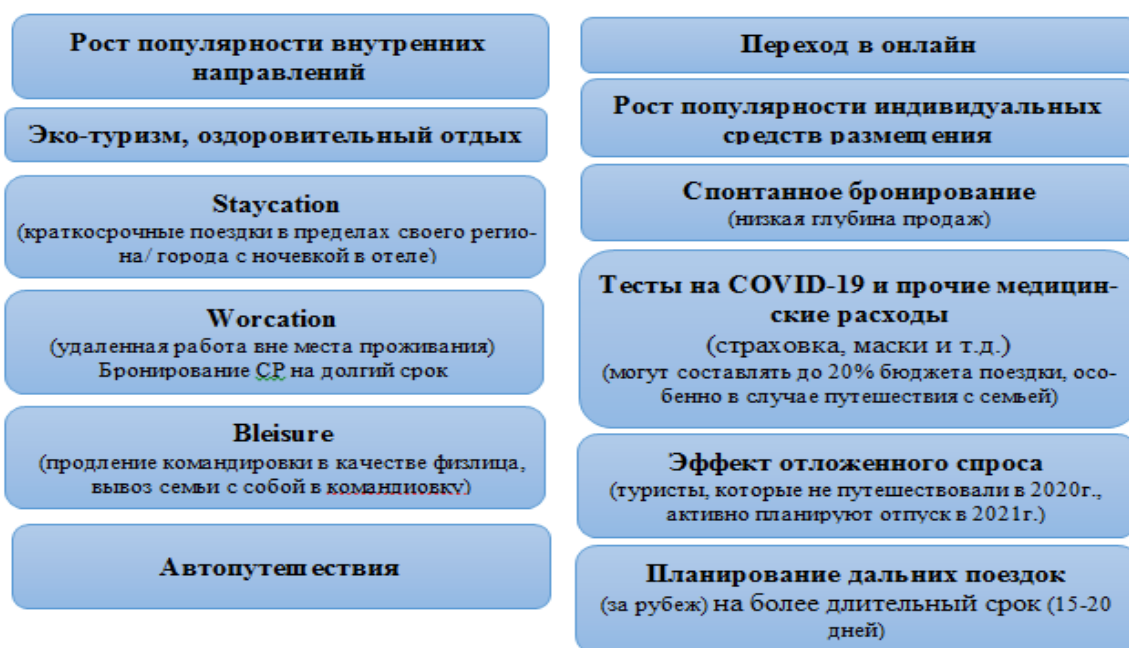 Рост популярности внутренних
направлений
Эко-туризм, оздоровительный отдых
Staycation
(краткосрочные поездки в пределах своего регио-
на/ города с ночевкой в отеле)
Worcation
(удаленная работа вне места проживания)
Бронирование СР на долгий срок
Bleisure
(продление командировки в качестве физлица,
вывоз семьи с собой в командиовку)
Автопутешествия
Переход в онлайн
Рост популярности индивидуальных
средств размещения
Спонтанное бронирование
(низкая глубина продаж)
Тесты на COVID-19 и прочие медицин-
ские расходы
(страховка, маски и т.д.)
(могут составлять до 20% бюджета поездки, осо-
бенно в случае путешествия с семьей)
Эффект отложенного спроса
(туристы, которые не путешествовали в 2020г.,
активно планируют отпуск в 2021г.)
Планирование дальних поездок
(за рубеж) на более длительный срок (15-20
дней)